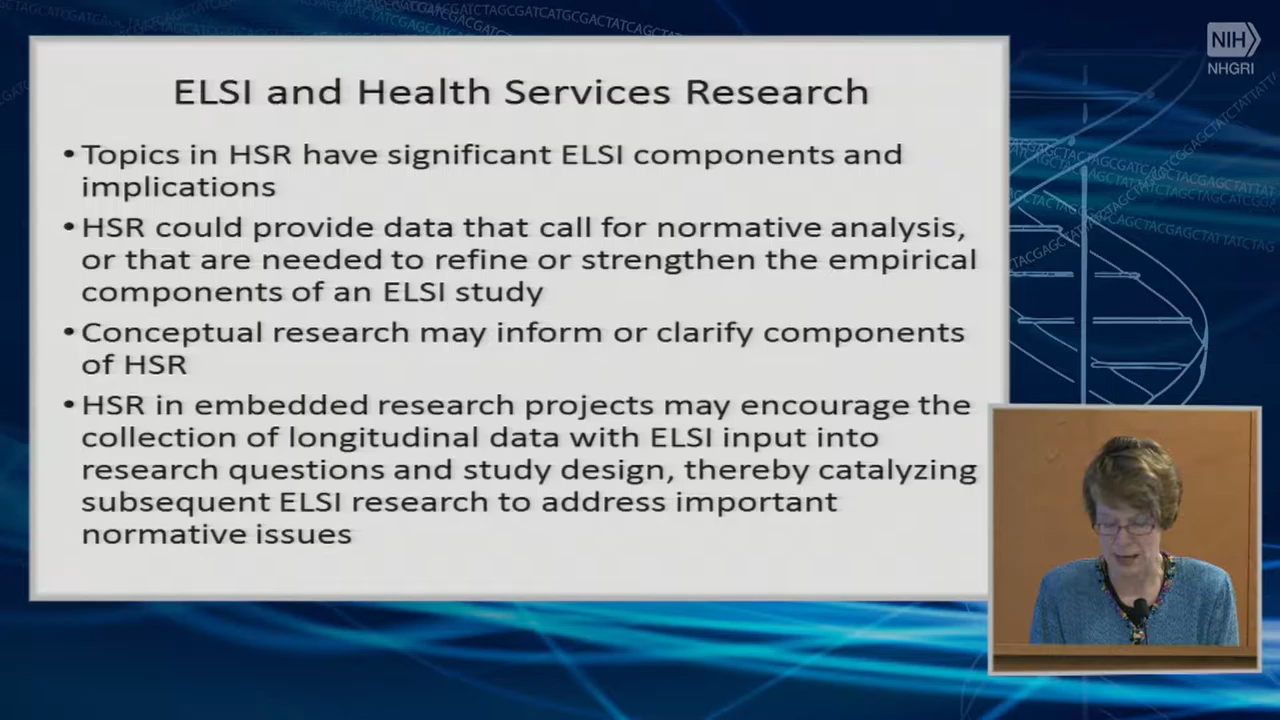 NIH
NHGRI
ELSI and Health Services Research
• Topics in HSR have significant ELSI components and
implications
• HSR could provide data that call for normative analysis,
or that are needed to refine or strengthen the empirical
components of an ELSI study
• Conceptual research may inform or clarify components
of HSR
• HSR in embedded research projects may encourage the
collection of longitudinal data with ELSI input into
research questions and study design, thereby catalyzing
subsequent ELSI research to address important
normative issues